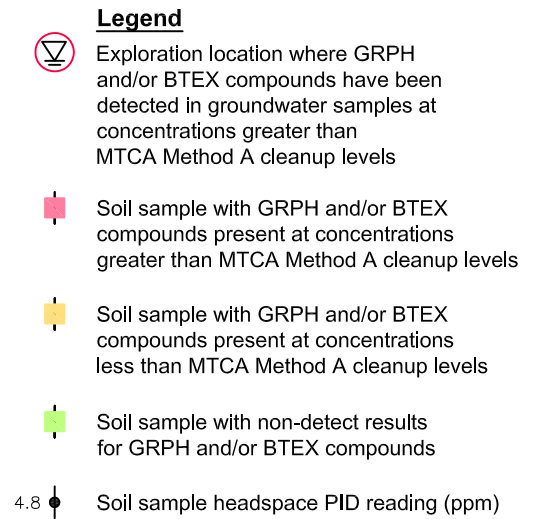 Legend
Exploration location where GRPH
and/or BTEX compounds have been
detected in groundwater samples at
concentrations greater than
MTCA Method A cleanup levels
Soil sample with GRPH and/or BTEX
compounds present at concentrations
greater than MTCA Method A cleanup levels
Soil sample with GRPH and/or BTEX
compounds present at concentrations
less than MTCA Method A cleanup levels
Soil sample with non-detect results
for GRPH and/or BTEX compounds
4.8 Soil sample headspace PID reading (ppm)